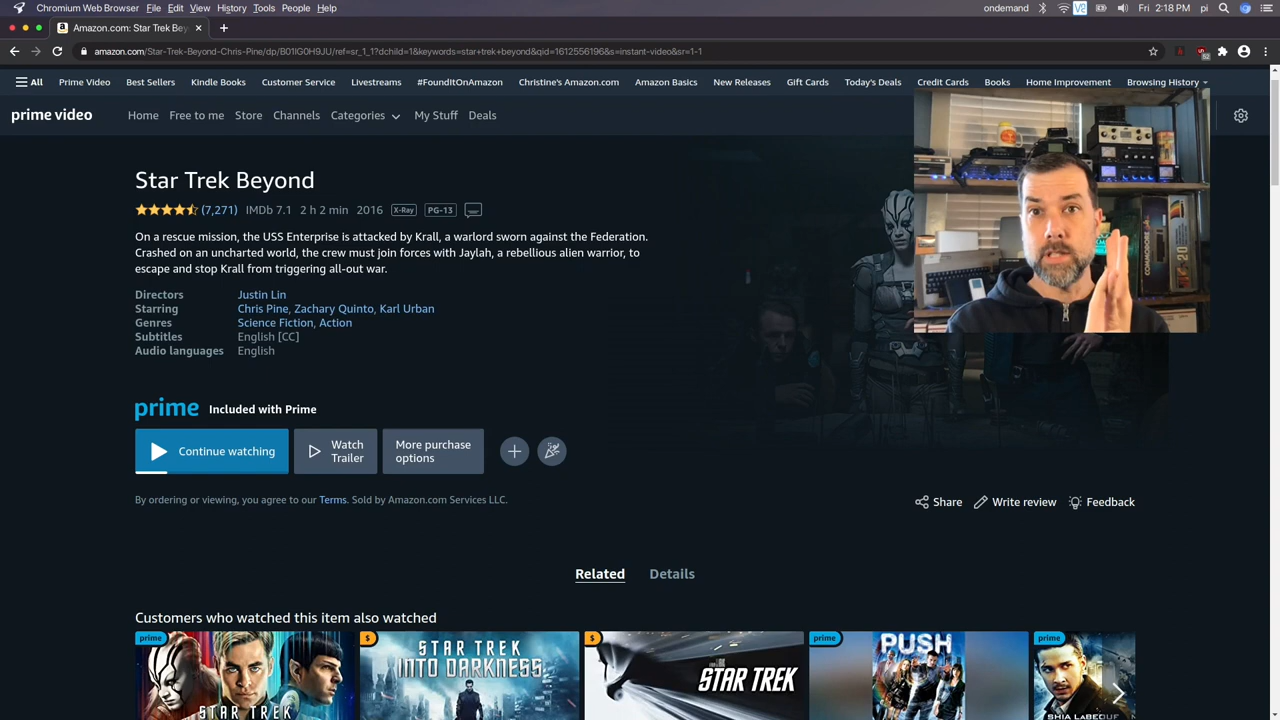 Chromium Web Browser File Edit View History Tools People Help ondemand V2 Fri, 2:18 PM pi
Amazon.com: Star Trek Bey
amazon.com/Star-Trek-Beyond-Chris-Pine/dp/B01IG0H9JU/ref=sr_1_1?dchild=1&keywords=star+trek+beyond&qid=1612556196&s=instant-video&sr=1-1
All Prime Video Best Sellers Kindle Books Customer Service Livestreams #FoundItOnAmazon Christine's Amazon.com Amazon Basics New Releases Gift Cards Today's Deals Credit Cards Books Home Improvement Browsing History
prime video Home Free to me Store Channels Categories My Stuff Deals
Star Trek Beyond
(7,271) IMDb 7.1 2 h 2 min 2016 X-Ray PG-13
On a rescue mission, the USS Enterprise is attacked by Krall, a warlord sworn against the Federation.
Crashed on an uncharted world, the crew must join forces with Jaylah, a rebellious alien warrior, to
escape and stop Krall from triggering all-out war.
Directors Justin Lin
Starring Chris Pine, Zachary Quinto, Karl Urban
Genres Science Fiction, Action
Subtitles English [CC]
Audio languages English
COMMODORE
20
prime Included with Prime
Continue watching
Watch Trailer
More purchase options
By ordering or viewing, you agree to our Terms. Sold by Amazon.com Services LLC.
Share Write review Feedback
Related Details
Customers who watched this item also watched
prime $ $ prime prime
STAR TREK
STAR TREK
INTO DARKNESS
STAR TREK
PUSH
SHIA LABEOUF